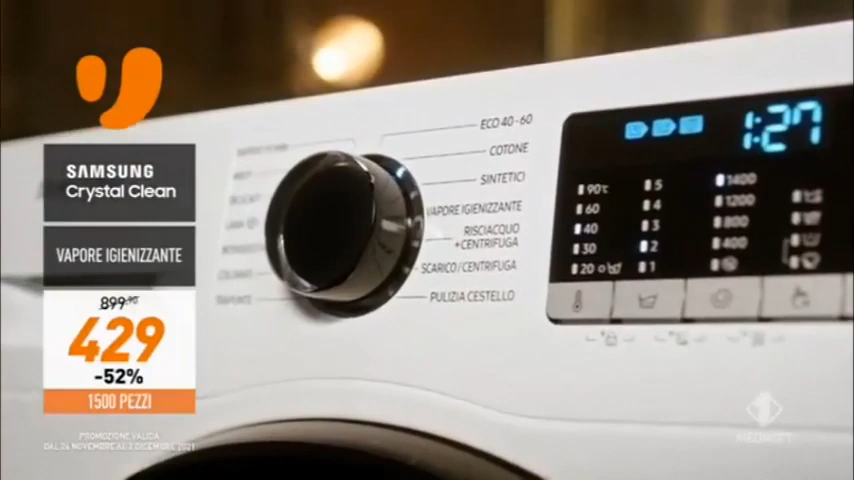 SAMSUNG
Crystal Clean
VAPORE IGIENIZZANTE
899,90
429
-52%
1500 PEZZI
PROMOZIONE VALIDA
DAL 24 NOVEMBRE AL 2 DICEMBRE 2021
ECO 40-60
COTONE
SINTETICI
VAPORE IGIENIZZANTE
RISCIACQUO
+CENTRIFUGA
SCARICO/CENTRIFUGA
PULIZIA CESTELLO
1:27
90°c 5 1400
60 4 1200
40 3 800
30 2 400
20 1
1
MEDIASET